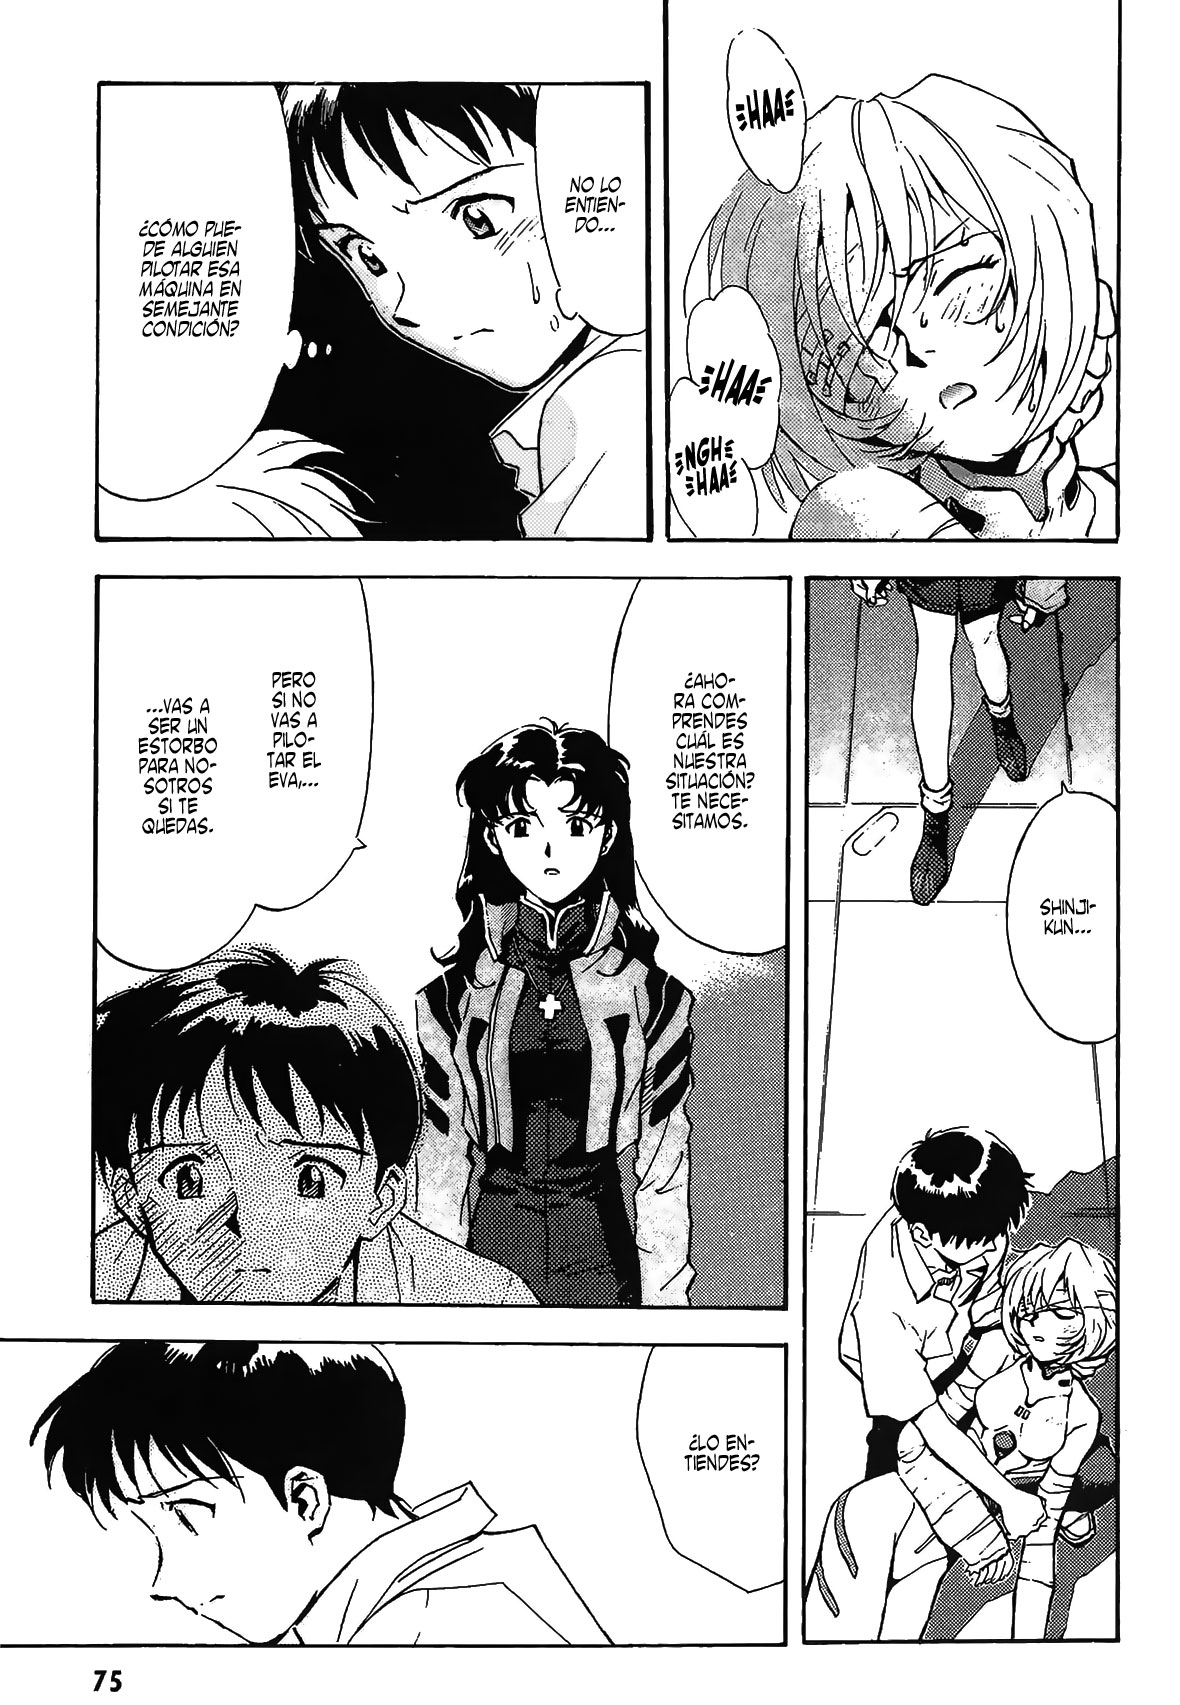 HAA
HAA
NGH
HAA
NO LO
ENTIEN-
DO...
¿CÓMO PUE-
DE ALGUIEN
PILOTAR ESA
MÁQUINA EN
SEMEJANTE
CONDICIÓN?
SHINJI-
KUN...
¿AHO-
RA COM-
PRENDES
CUÁL ES
NUESTRA
SITUACIÓN?
TE NECE-
SITAMOS.
PERO
SI NO
VAS A
PILO-
TAR EL
EVA,...
...VAS A
SER UN
ESTORBO
PARA NO-
SOTROS
SI TE
QUEDAS.
¿LO EN-
TIENDES?
75